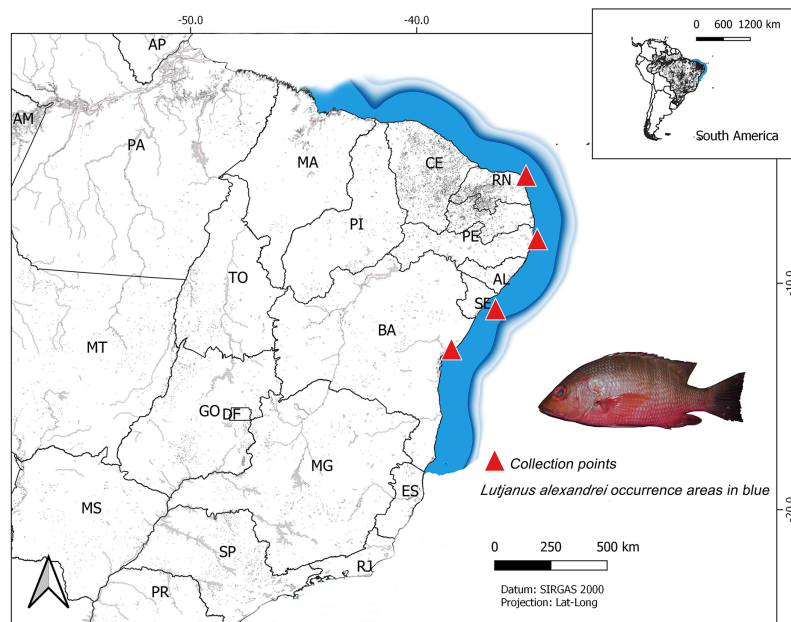 -50.0
-40.0
0 600 1200 km
South America
AP
AM
PA
MA
CE
RN
PI
PE
AL
-10.0
SE
TO
BA
MT
GO
DF
MG
Collection points
Lutjanus alexandrei occurrence areas in blue
ES
MS
-20.0
SP
0 250 500 km
RJ
Datum: SIRGAS 2000
Projection: Lat-Long
PR